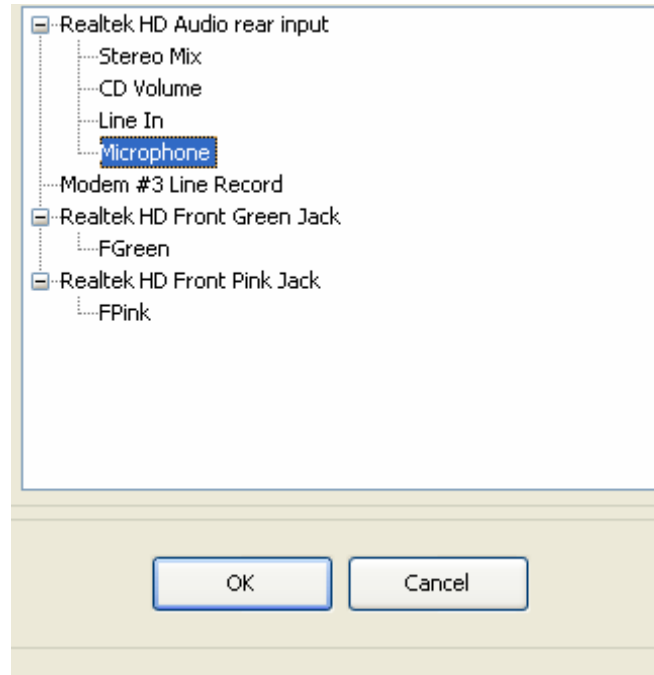 Realtek HD Audio rear input
Stereo Mix
CD Volume
Line In
Microphone
Modem #3 Line Record
Realtek HD Front Green Jack
FGreen
Realtek HD Front Pink Jack
FPink
OK Cancel